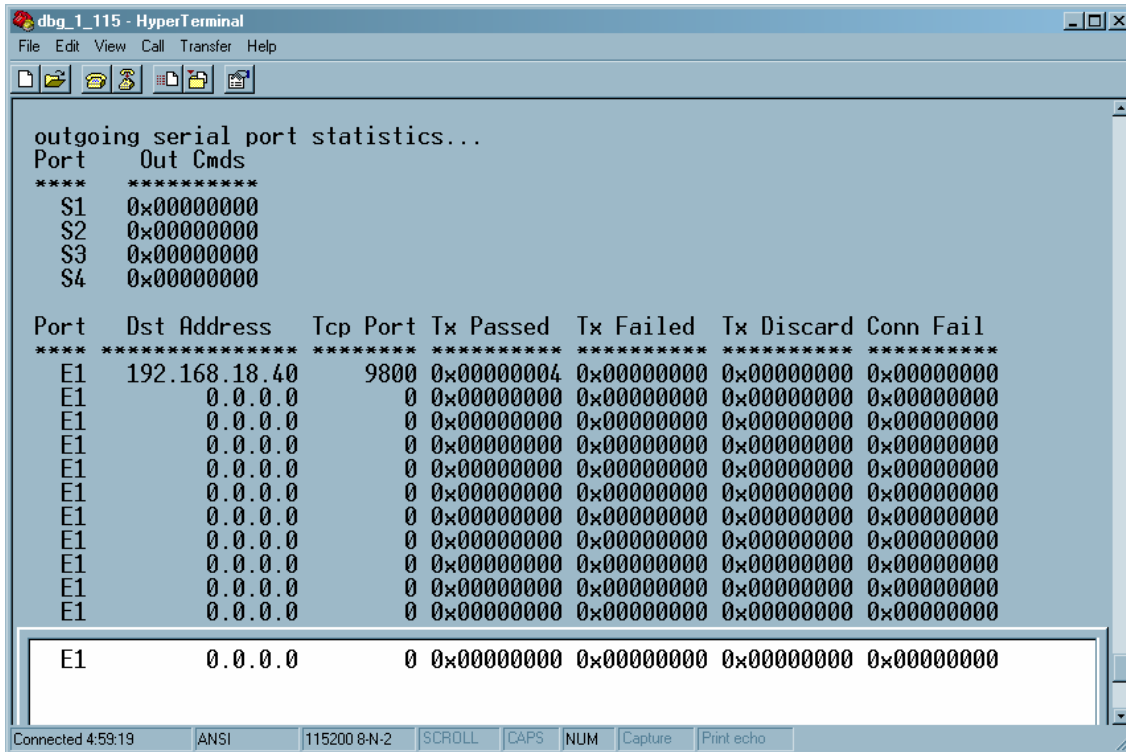 dbg_1_115 - HyperTerminal
File Edit View Call Transfer Help
outgoing serial port statistics...
Port Out Cmds
**** **********
S1 0x00000000
S2 0x00000000
S3 0x00000000
S4 0x00000000
Port Dst Address Tcp Port Tx Passed Tx Failed Tx Discard Conn Fail
**** *************** ******** ********** ********** ********** **********
E1 192.168.18.40 9800 0x00000004 0x00000000 0x00000000 0x00000000
E1 0.0.0.0 0 0x00000000 0x00000000 0x00000000 0x00000000
E1 0.0.0.0 0 0x00000000 0x00000000 0x00000000 0x00000000
E1 0.0.0.0 0 0x00000000 0x00000000 0x00000000 0x00000000
E1 0.0.0.0 0 0x00000000 0x00000000 0x00000000 0x00000000
E1 0.0.0.0 0 0x00000000 0x00000000 0x00000000 0x00000000
E1 0.0.0.0 0 0x00000000 0x00000000 0x00000000 0x00000000
E1 0.0.0.0 0 0x00000000 0x00000000 0x00000000 0x00000000
E1 0.0.0.0 0 0x00000000 0x00000000 0x00000000 0x00000000
E1 0.0.0.0 0 0x00000000 0x00000000 0x00000000 0x00000000
E1 0.0.0.0 0 0x00000000 0x00000000 0x00000000 0x00000000
E1 0.0.0.0 0 0x00000000 0x00000000 0x00000000 0x00000000
Connected 4:59:19 ANSI 115200 8-N-2 SCROLL CAPS NUM Capture Print echo